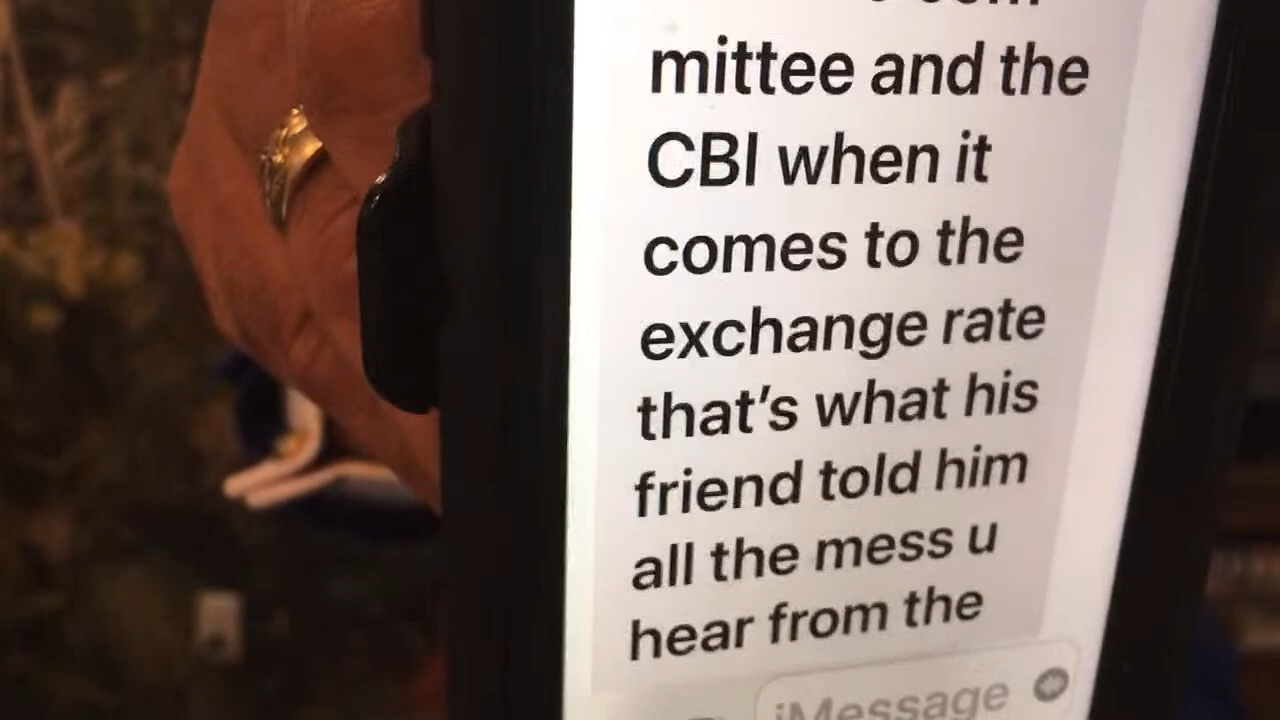 mittee and the
CBI when it
comes to the
exchange rate
that's what his
friend told him
all the mess u
hear from the
iMessage